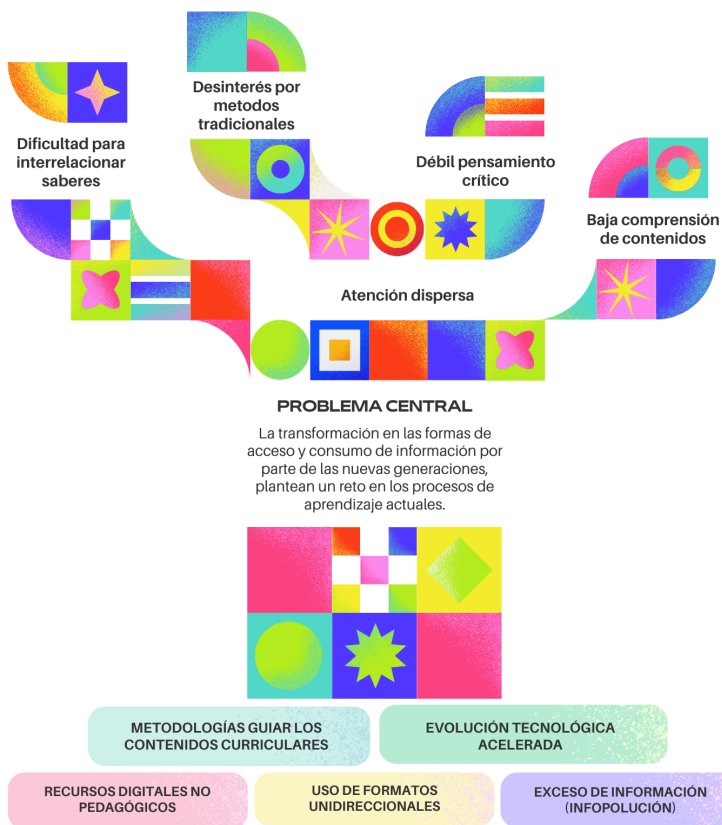 Desinterés por
metodos
tradicionales
Dificultad para
interrelacionar
saberes
Débil pensamiento
crítico
Baja comprensión
de contenidos
Atención dispersa
PROBLEMA CENTRAL
La transformación en las formas de
acceso y consumo de información por
parte de las nuevas generaciones,
plantean un reto en los procesos de
aprendizaje actuales.
METODOLOGÍAS GUIAR LOS
CONTENIDOS CURRICULARES
EVOLUCIÓN TECNOLÓGICA
ACELERADA
RECURSOS DIGITALES NO
PEDAGÓGICOS
USO DE FORMATOS
UNIDIRECCIONALES
EXCESO DE INFORMACIÓN
(INFOPOLUCIÓN)